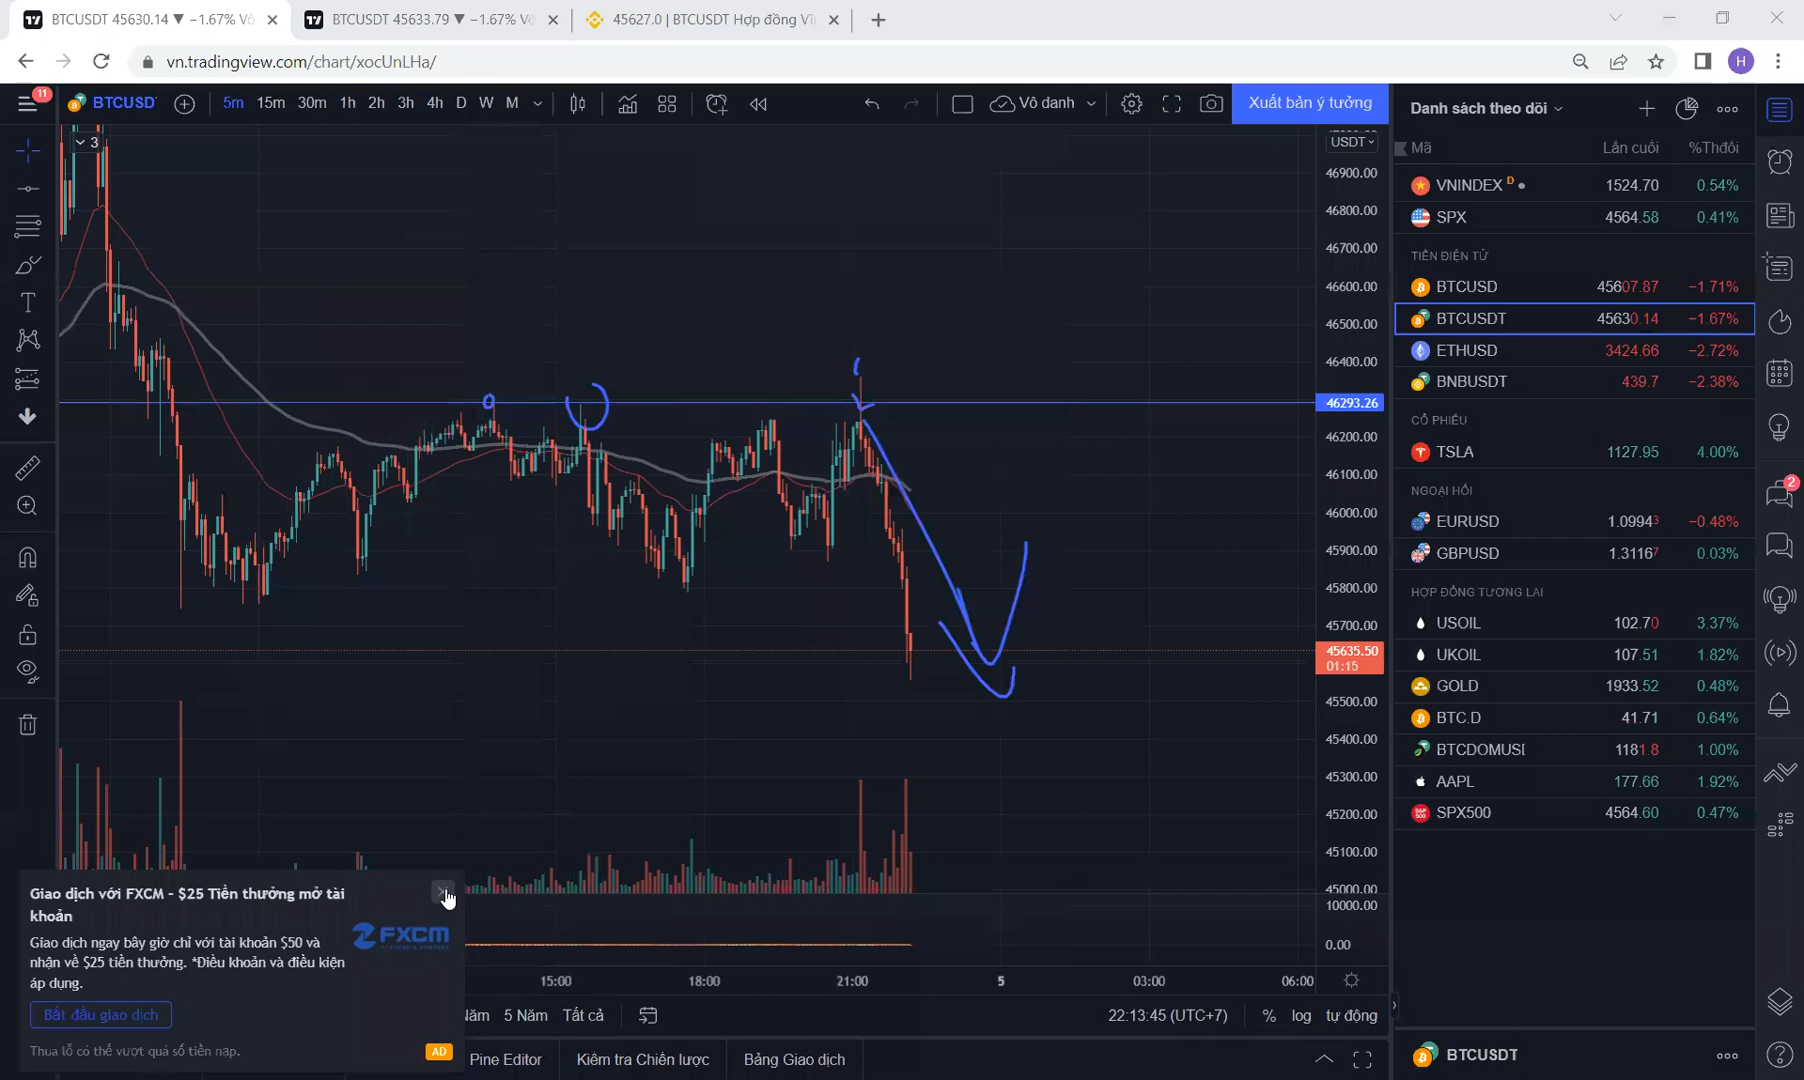 BTCUSDT 45630.14 ▼ −1.67% Vô
BTCUSDT 45633.79 ▼ −1.67% Vô
45627.0 | BTCUSDT Hợp đồng Vĩn
vn.tradingview.com/chart/xocUnLHa/
H
11
BTCUSDT
5m 15m 30m 1h 2h 3h 4h D W M
Vô danh
Xuất bản ý tưởng
3
USDT
46900.00
46800.00
46700.00
46600.00
46500.00
46400.00
46293.26
46200.00
46100.00
46000.00
45900.00
45800.00
45700.00
45635.50
01:15
45500.00
45400.00
45300.00
45200.00
45100.00
45000.00
10000.00
0.00
15:00 18:00 21:00 5 03:00 06:00
Năm 5 Năm Tất cả
22:13:45 (UTC+7) % log tự động
Pine Editor Kiểm tra Chiến lược Bảng Giao dịch
Giao dịch với FXCM - $25 Tiền thưởng mở tài
khoản
Giao dịch ngay bây giờ chỉ với tài khoản $50 và
nhận về $25 tiền thưởng. *Điều khoản và điều kiện
áp dụng.
FXCM
Bắt đầu giao dịch
Thua lỗ có thể vượt quá số tiền nạp.
AD
Danh sách theo dõi
Mã Lần cuối %Thđổi
VNINDEX D 1524.70 0.54%
SPX 4564.58 0.41%
TIỀN ĐIỆN TỬ
BTCUSD 45607.87 −1.71%
BTCUSDT 45630.14 −1.67%
ETHUSD 3424.66 −2.72%
BNBUSDT 439.7 −2.38%
CỔ PHIẾU
TSLA 1127.95 4.00%
NGOẠI HỐI
EURUSD 1.09943 −0.48%
GBPUSD 1.31167 0.03%
HỢP ĐỒNG TƯƠNG LAI
USOIL 102.70 3.37%
UKOIL 107.51 1.82%
GOLD 1933.52 0.48%
BTC.D 41.71 0.64%
BTCDOMUSI 1181.8 1.00%
AAPL 177.66 1.92%
SPX500 4564.60 0.47%
BTCUSDT
2